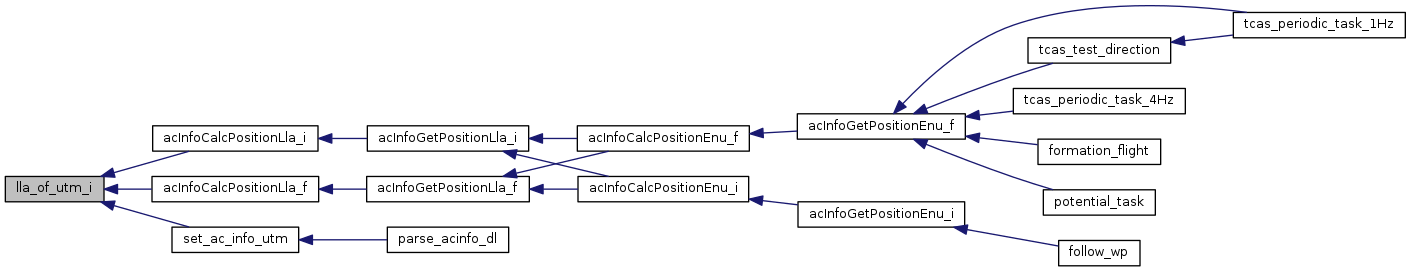 tcas_periodic_task_1Hz
tcas_test_direction
tcas_periodic_task_4Hz
acInfoGetPositionEnu_f
acInfoCalcPositionLla_i
acInfoGetPositionLla_i
acInfoCalcPositionEnu_f
formation_flight
lla_of_utm_i
acInfoCalcPositionLla_f
acInfoGetPositionLla_f
acInfoCalcPositionEnu_i
potential_task
acInfoGetPositionEnu_i
set_ac_info_utm
parse_acinfo_dl
follow_wp